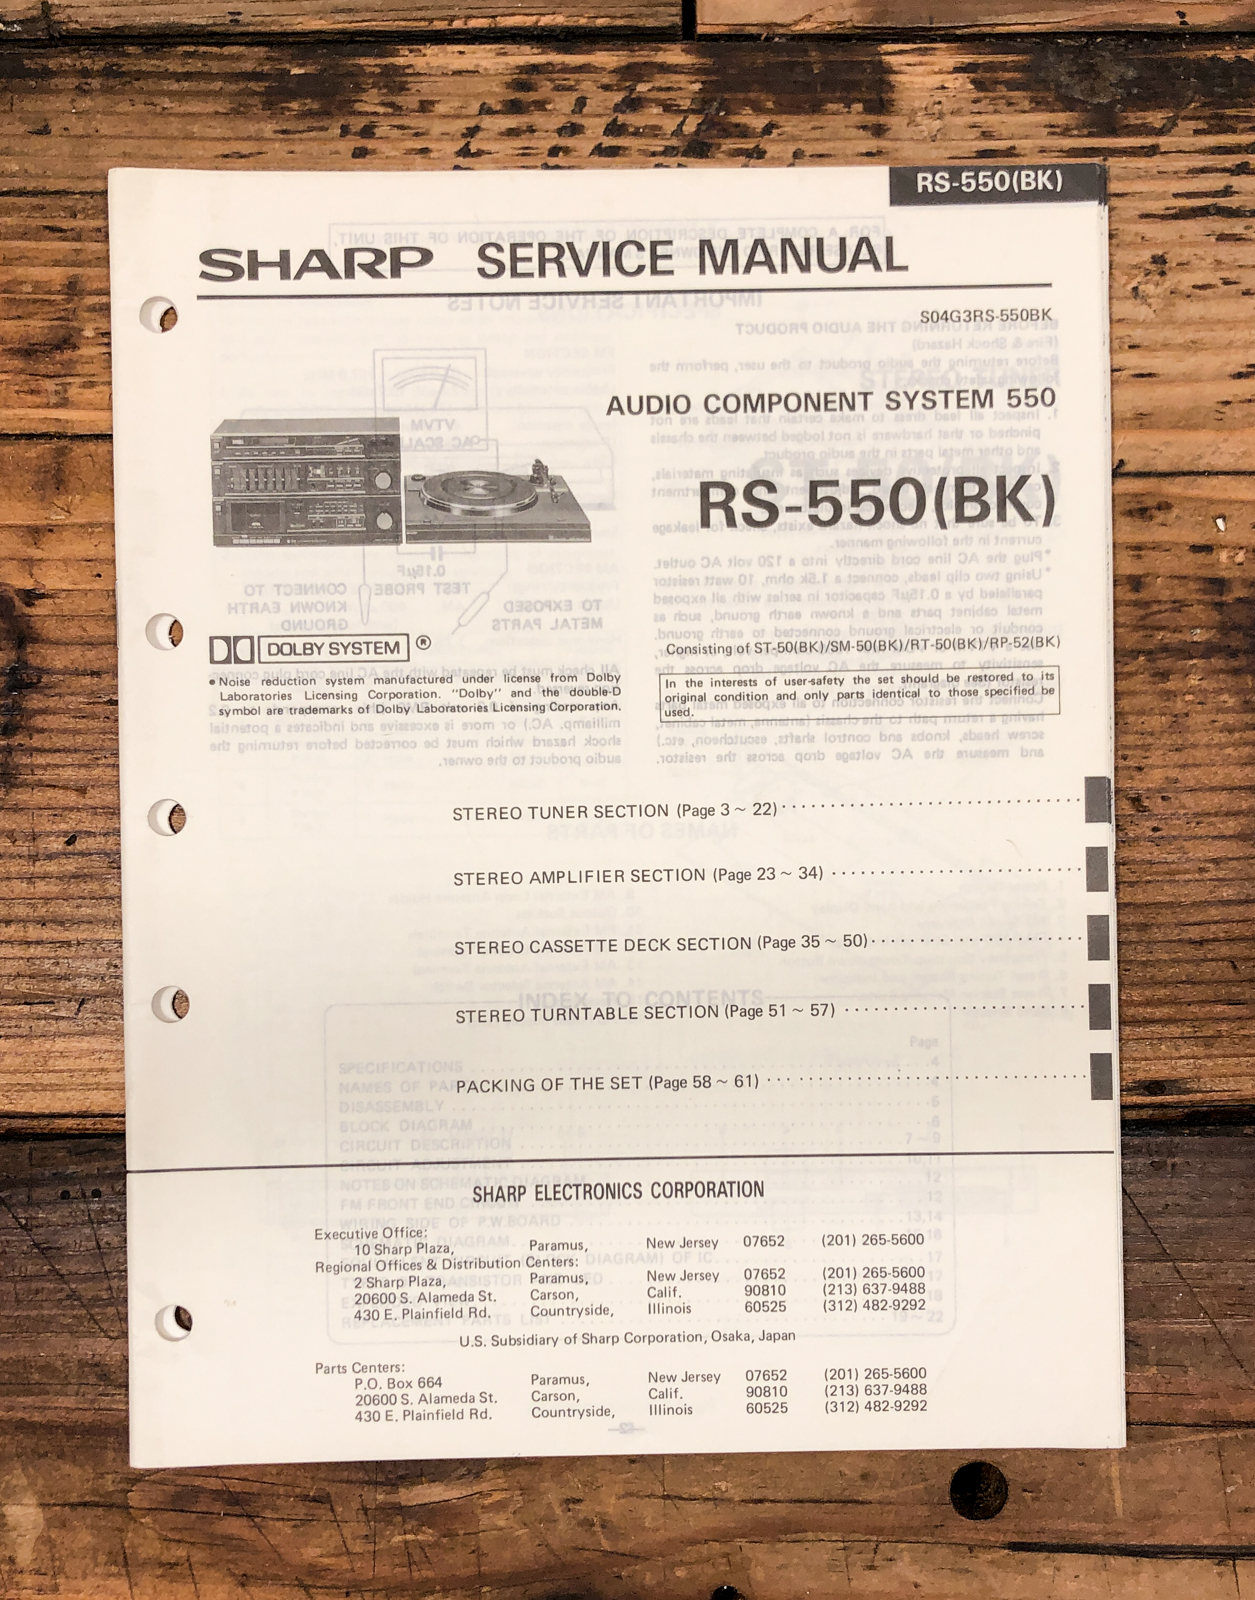 RS-550(BK)
SHARP SERVICE MANUAL
S04G3RS-550BK
AUDIO COMPONENT SYSTEM 550
RS-550(BK)
DOLBY SYSTEM ®
• Noise reduction system manufactured under license from Dolby
Laboratories Licensing Corporation. "Dolby" and the double-D
symbol are trademarks of Dolby Laboratories Licensing Corporation.
Consisting of ST-50(BK)/SM-50(BK)/RT-50(BK)/RP-52(BK)
In the interests of user-safety the set should be restored to its
original condition and only parts identical to those specified be
used.
STEREO TUNER SECTION (Page 3 ~ 22)
STEREO AMPLIFIER SECTION (Page 23 ~ 34)
STEREO CASSETTE DECK SECTION (Page 35 ~ 50)
STEREO TURNTABLE SECTION (Page 51 ~ 57)
PACKING OF THE SET (Page 58 ~ 61)
SHARP ELECTRONICS CORPORATION
Executive Office:
10 Sharp Plaza, Paramus, New Jersey 07652 (201) 265-5600
Regional Offices & Distribution Centers:
2 Sharp Plaza, Paramus, New Jersey 07652 (201) 265-5600
20600 S. Alameda St. Carson, Calif. 90810 (213) 637-9488
430 E. Plainfield Rd. Countryside, Illinois 60525 (312) 482-9292
U.S. Subsidiary of Sharp Corporation, Osaka, Japan
Parts Centers:
P.O. Box 664 Paramus, New Jersey 07652 (201) 265-5600
20600 S. Alameda St. Carson, Calif. 90810 (213) 637-9488
430 E. Plainfield Rd. Countryside, Illinois 60525 (312) 482-9292